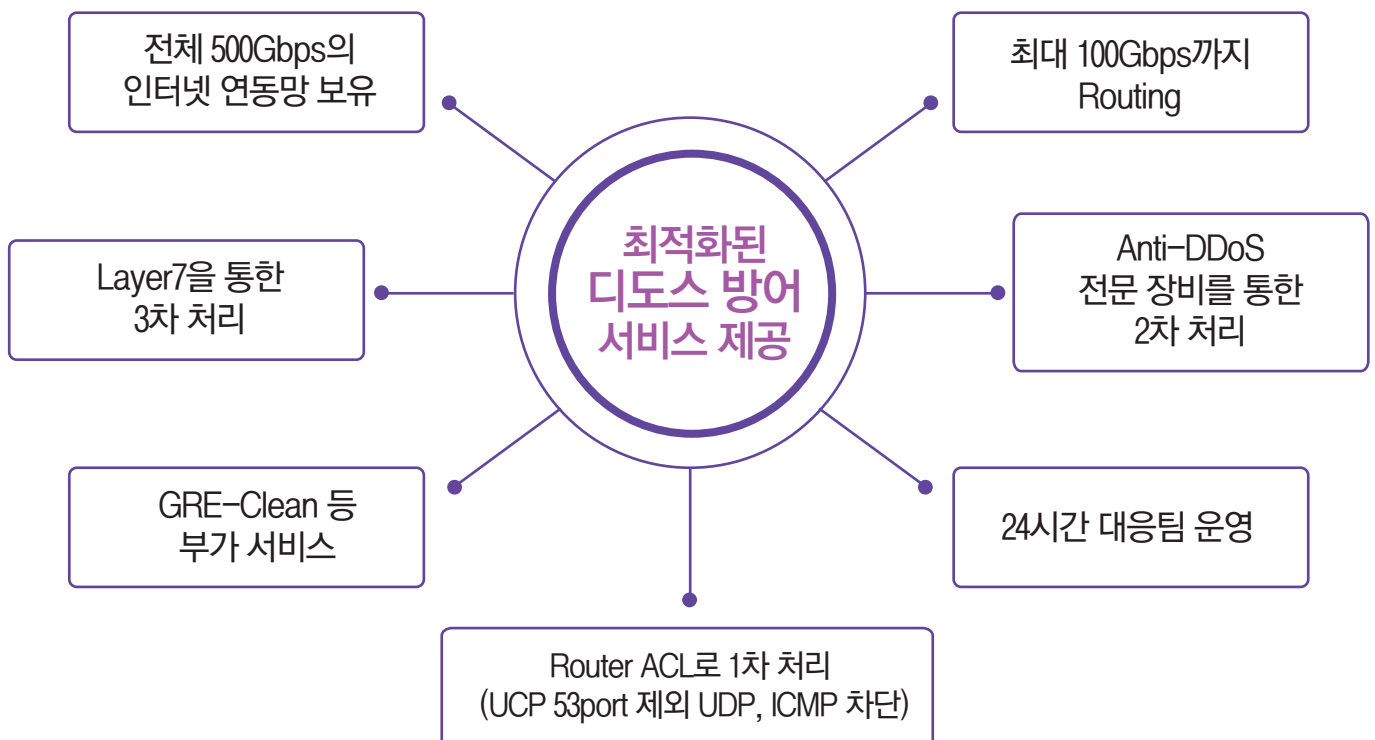 전체 500Gbps의
인터넷 연동망 보유
최대 100Gbps까지
Routing
최적화된
디도스 방어
서비스 제공
Layer7을 통한
3차 처리
Anti-DDoS
전문 장비를 통한
2차 처리
GRE-Clean 등
부가 서비스
24시간 대응팀 운영
Router ACL로 1차 처리
(UCP 53port 제외 UDP, ICMP 차단)